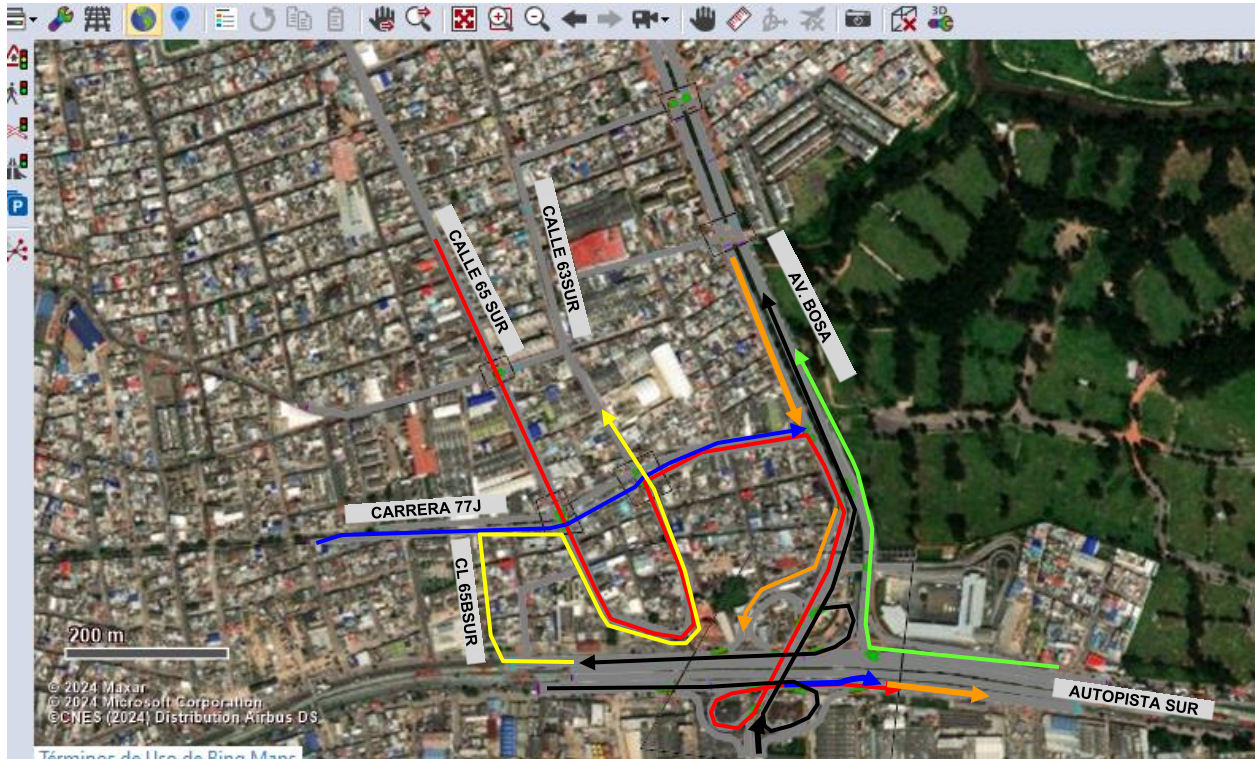 3D
P
CALLE 65 SUR
CALLE 63SUR
AV. BOSA
CARRERA 77J
CL 65BSUR
200 m
AUTOPISTA SUR
© 2024 Maxar
© 2024 Microsoft Corporation
©CNES (2024) Distribution Airbus DS
Términos de Uso de Bing Maps